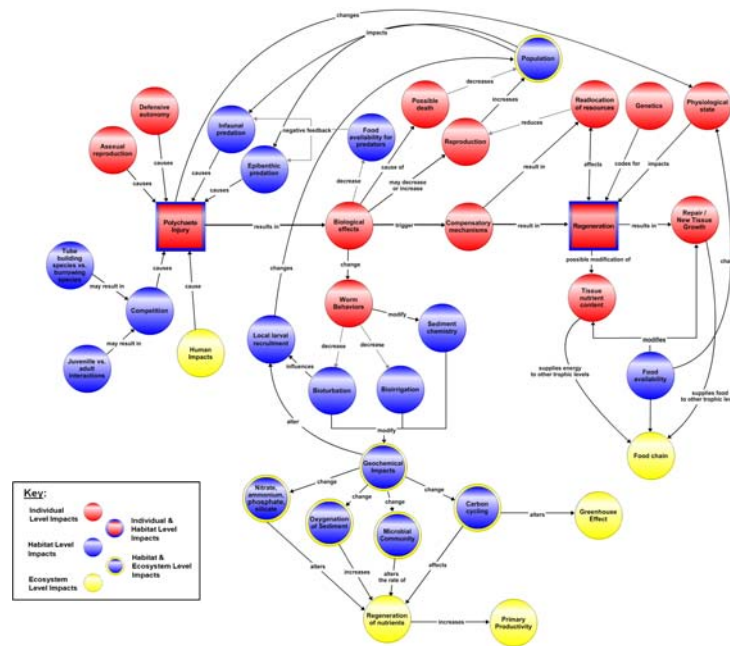 changes
impacts
Population
Defensive
autonomy
Asexual
reproduction
causes
causes
Infaunal
predation
negative feedback
Epibenthic
predation
causes
causes
Food
availability for
predators
decrease
Possible
death
decreases
increases
Reproduction
reduces
Reallocation
of resources
Genetics
Physiological
state
cause of
may decrease
or increase
result in
affects
codes for
impacts
Polychaete
Injury
results in
Biological
effects
trigger
Compensatory
mechanisms
result in
Regeneration
results in
Repair /
New Tissue
Growth
Tube
building
species vs.
burrowing
species
may result in
causes
Competition
cause
may result in
Juvenille vs.
adult
interactions
Human
Impacts
changes
change
Worm
Behaviors
modify
Sediment
chemistry
Local larval
recruitment
decrease
decrease
influences
Bioturbation
Bioirrigation
possible modification of
Tissue
nutrient
content
modifies
Food
availability
supplies energy
to other trophic levels
supplies food
to other trophic
Food chain
alter
modify
Geochemical
Impacts
change
change
change
change
Nitrate,
ammonium,
phosphate,
silicate
Oxygenation
of Sediment
Microbial
Community
Carbon
cycling
alters
Greenhouse
Effect
alters
increases
alters
the rate of
affects
Regeneration
of nutrients
increases
Primary
Productivity
Key:
Individual
Level Impacts
Individual &
Habitat Level
Impacts
Habitat
Level Impacts
Habitat &
Ecosystem Level
Impacts
Ecosystem
Level Impacts